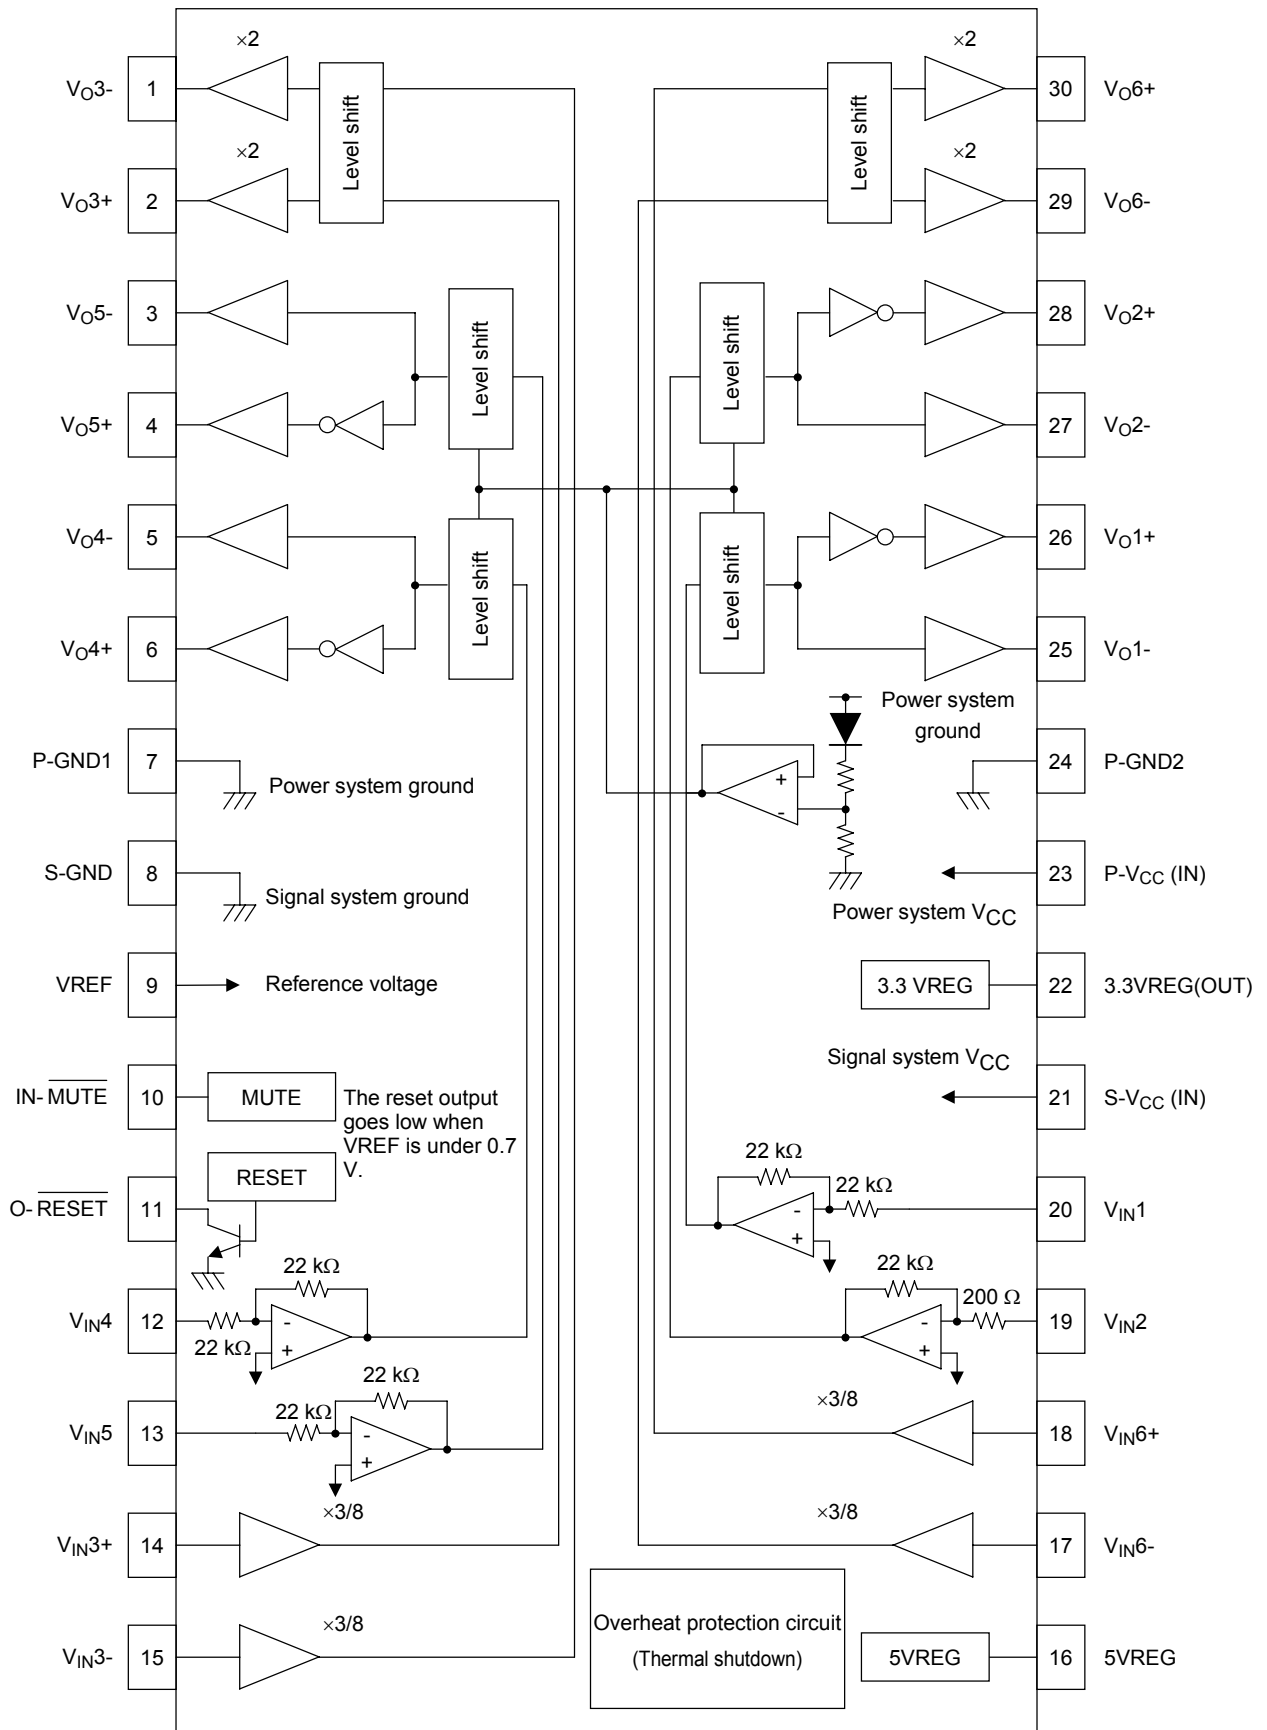 ×2 ×2
VO3- 1 Level shift Level shift 30 VO6+
×2 ×2
VO3+ 2 29 VO6-
VO5- 3 Level shift Level shift 28 VO2+
VO5+ 4 27 VO2-
VO4- 5 Level shift Level shift 26 VO1+
VO4+ 6 25 VO1-
Power system
ground
P-GND1 7 Power system ground + - 24 P-GND2
S-GND 8 Signal system ground 23 P-VCC (IN)
Power system VCC
VREF 9 Reference voltage 3.3 VREG 22 3.3VREG(OUT)
Signal system VCC
IN-MUTE 10 MUTE 21 S-VCC (IN)
The reset output
goes low when
VREF is under 0.7
V.
O-RESET 11 RESET
22 kΩ
22 kΩ
- + 20 VIN1
22 kΩ 22 kΩ
200 Ω
VIN4 12 - + - + 19 VIN2
22 kΩ
22 kΩ
22 kΩ ×3/8
VIN5 13 - + 18 VIN6+
×3/8 ×3/8
VIN3+ 14 17 VIN6-
×3/8
Overheat protection circuit
(Thermal shutdown)
VIN3- 15 5VREG 16 5VREG